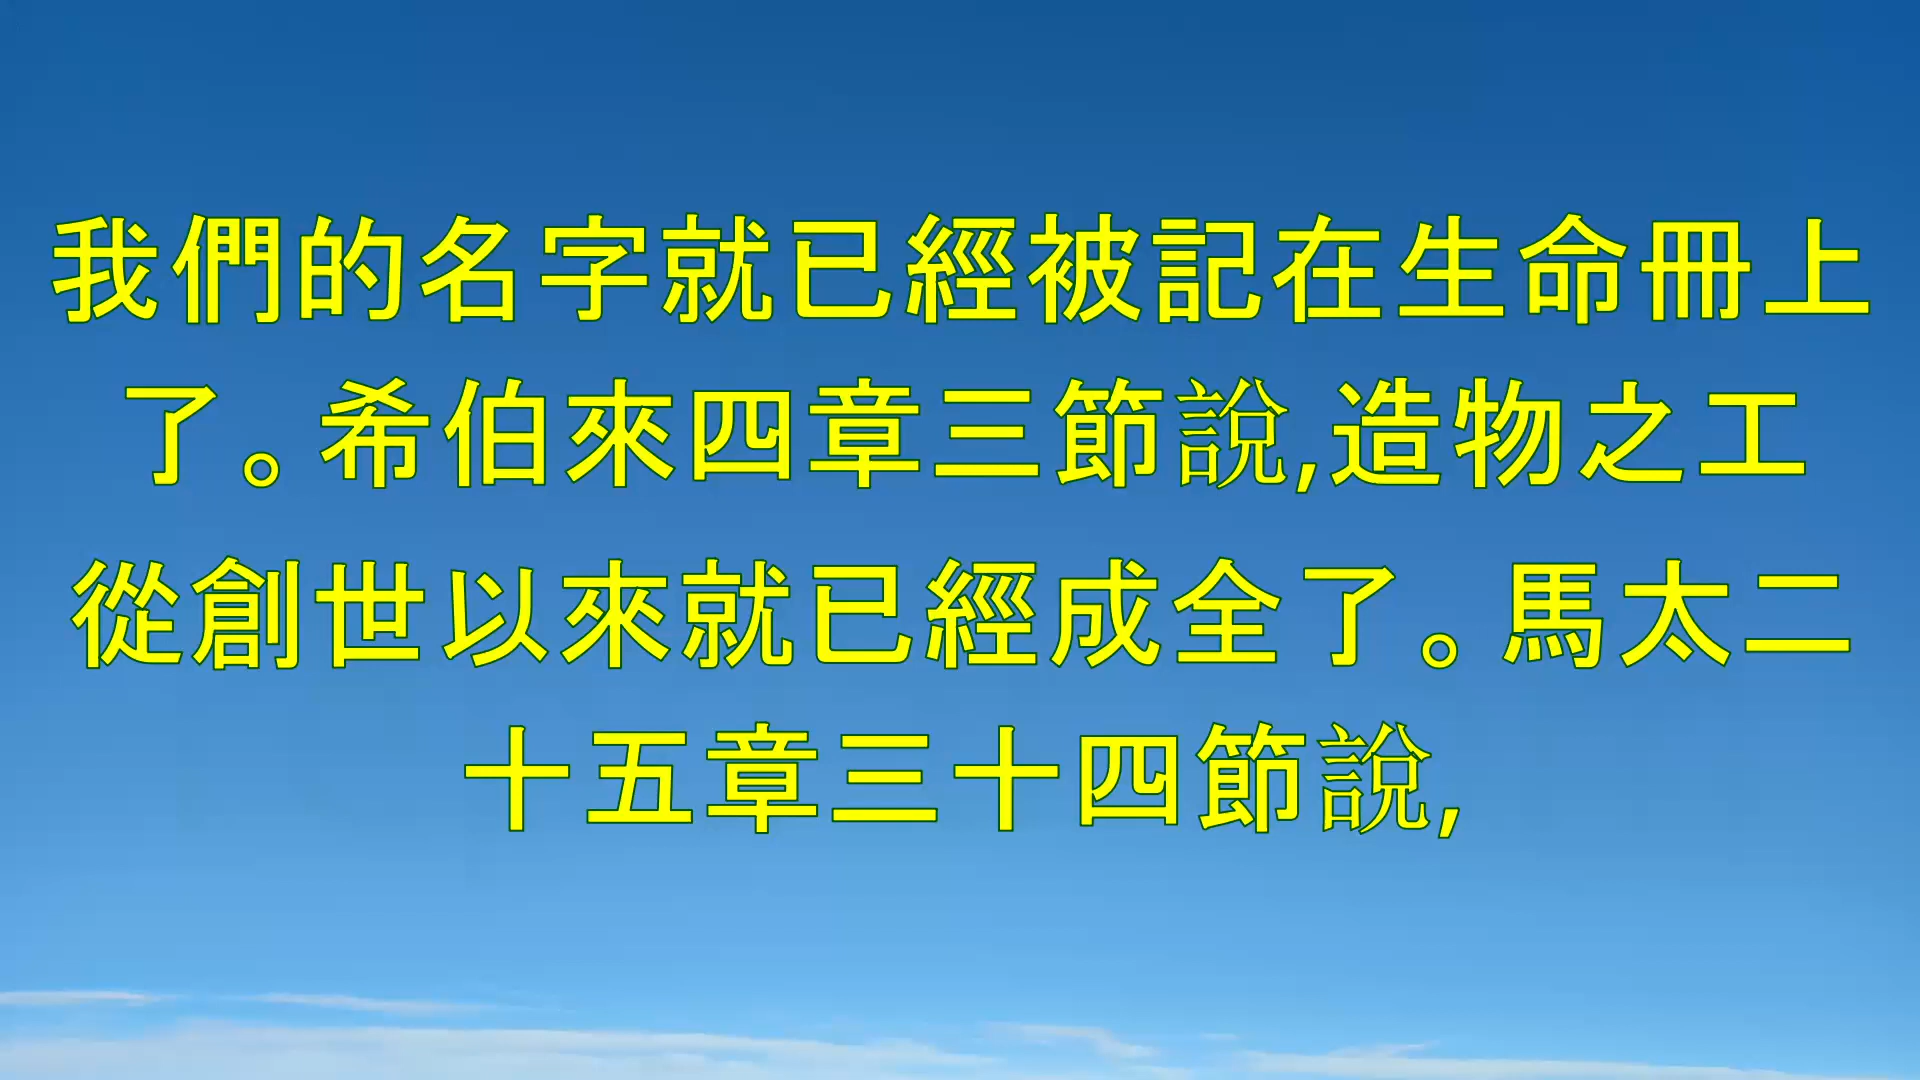 我們的名字就已經被記在生命冊上
了。希伯來四章三節說,造物之工
從創世以來就已經成全了。馬太二
十五章三十四節說,